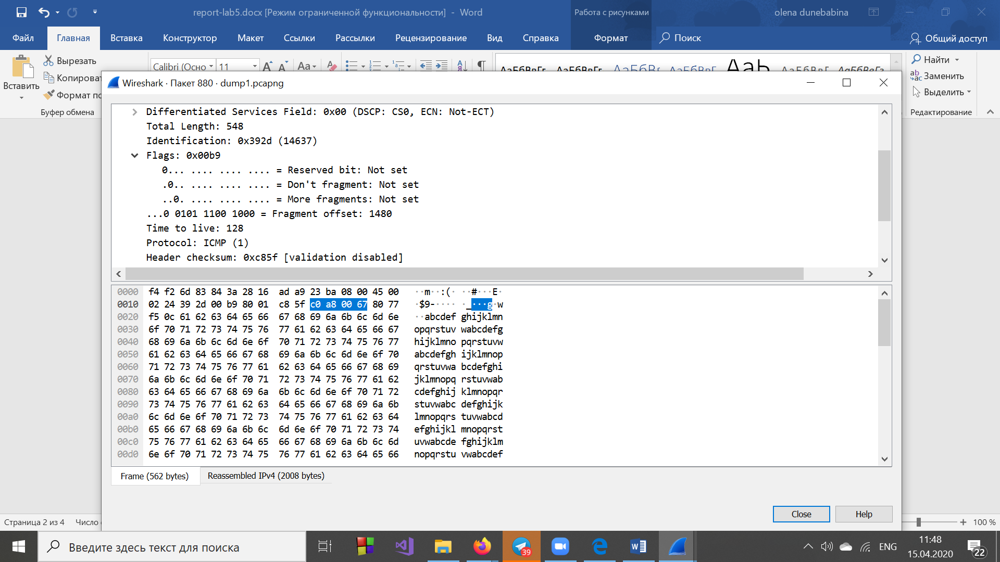 report-lab5.docx [Режим ограниченной функциональности] - Word
Работа с рисунками
olena dunebabina
Файл Главная Вставка Конструктор Макет Ссылки Рассылки Рецензирование Вид Справка Формат Поиск Общий доступ
Вставить
Вырезать
Копироват
Формат по
Буфер обмена
Calibri (Осно 11
Найти
Заменить
Выделить
Редактирование
Wireshark · Пакет 880 · dump1.pcapng
Differentiated Services Field: 0x00 (DSCP: CS0, ECN: Not-ECT)
Total Length: 548
Identification: 0x392d (14637)
Flags: 0x00b9
0... .... .... .... = Reserved bit: Not set
.0.. .... .... .... = Don't fragment: Not set
..0. .... .... .... = More fragments: Not set
...0 0101 1100 1000 = Fragment offset: 1480
Time to live: 128
Protocol: ICMP (1)
Header checksum: 0xc85f [validation disabled]
0000 f4 f2 6d 83 84 3a 28 16 ad a9 23 ba 08 00 45 00 ··m··:(· ··#···E·
0010 02 24 39 2d 00 b9 80 01 c8 5f c0 a8 00 67 80 77 ·$9-···· ·_···g·w
0020 f5 0c 61 62 63 64 65 66 67 68 69 6a 6b 6c 6d 6e ··abcdef ghijklmn
0030 6f 70 71 72 73 74 75 76 77 61 62 63 64 65 66 67 opqrstuv wabcdefg
0040 68 69 6a 6b 6c 6d 6e 6f 70 71 72 73 74 75 76 77 hijklmno pqrstuvw
0050 61 62 63 64 65 66 67 68 69 6a 6b 6c 6d 6e 6f 70 abcdefgh ijklmnop
0060 71 72 73 74 75 76 77 61 62 63 64 65 66 67 68 69 qrstuvwa bcdefghi
0070 6a 6b 6c 6d 6e 6f 70 71 72 73 74 75 76 77 61 62 jklmnopq rstuvwab
0080 63 64 65 66 67 68 69 6a 6b 6c 6d 6e 6f 70 71 72 cdefghij klmnopqr
0090 73 74 75 76 77 61 62 63 64 65 66 67 68 69 6a 6b stuvwabc defghijk
00a0 6c 6d 6e 6f 70 71 72 73 74 75 76 77 61 62 63 64 lmnopqrs tuvwabcd
00b0 65 66 67 68 69 6a 6b 6c 6d 6e 6f 70 71 72 73 74 efghijkl mnopqrst
00c0 75 76 77 61 62 63 64 65 66 67 68 69 6a 6b 6c 6d uvwabcde fghijklm
00d0 6e 6f 70 71 72 73 74 75 76 77 61 62 63 64 65 66 nopqrstu vwabcdef
Frame (562 bytes) Reassembled IPv4 (2008 bytes)
Close Help
Страница 2 из 4 Число
100 %
Введите здесь текст для поиска
39
ENG
11:48
15.04.2020
22